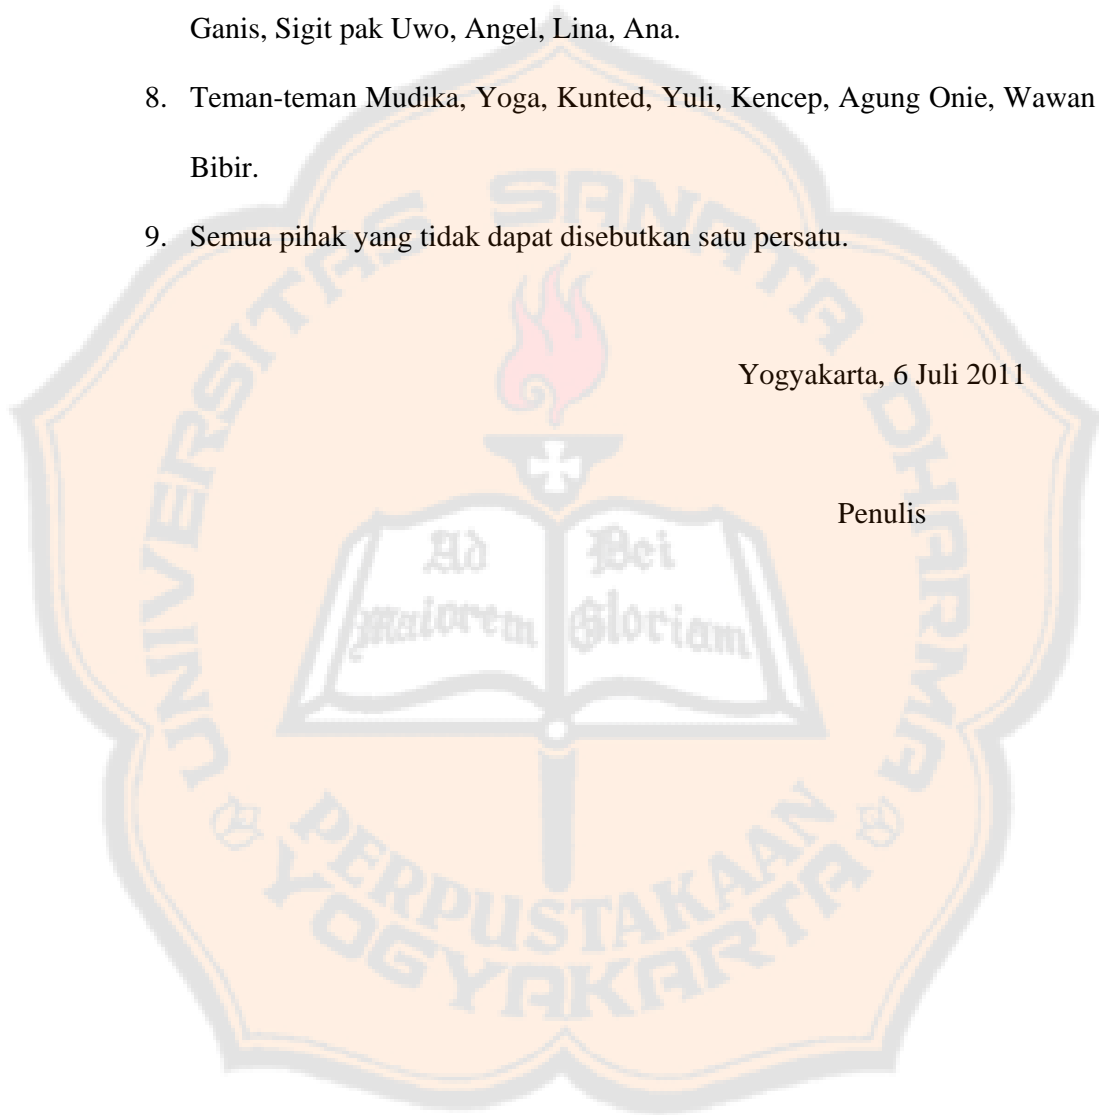 Ganis, Sigit pak Uwo, Angel, Lina, Ana.
8. Teman-teman Mudika, Yoga, Kunted, Yuli, Kencep, Agung Onie, Wawan
Bibir.
9. Semua pihak yang tidak dapat disebutkan satu persatu.
Yogyakarta, 6 Juli 2011
Penulis
UNIVERSITAS SANATA DHARMA
Ad Dei
maiorem Gloriam
PERPUSTAKAAN
YOGYAKARTA